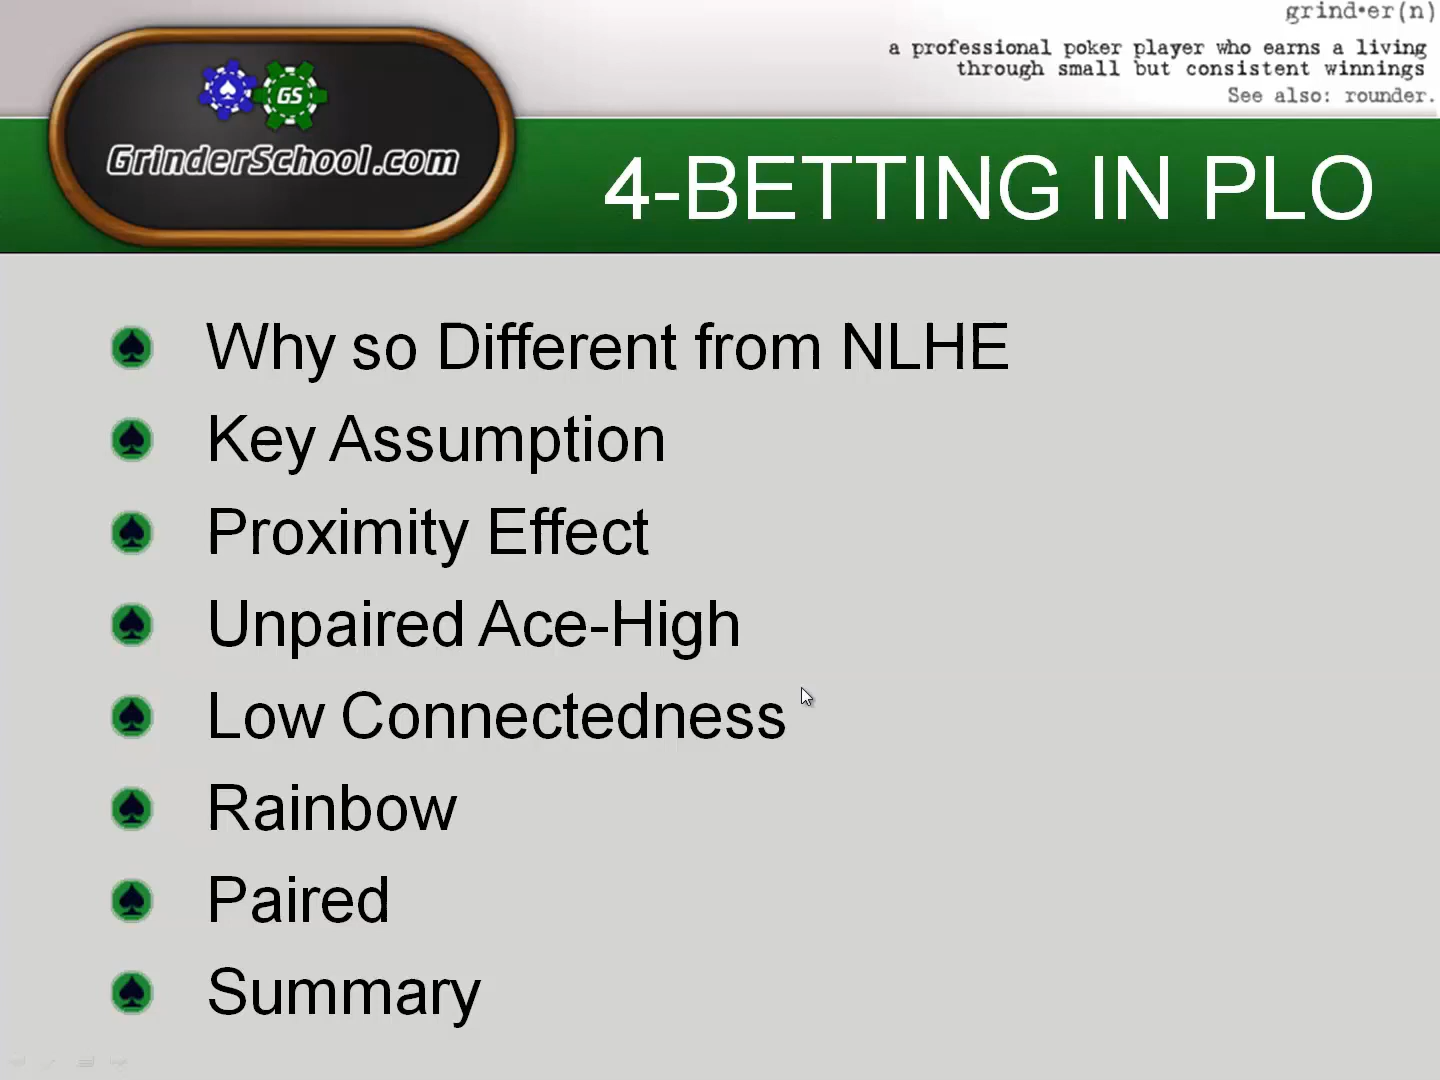 grind•er(n)
a professional poker player who earns a living
through small but consistent winnings
See also: rounder.
GS
GrinderSchool.com
4-BETTING IN PLO
Why so Different from NLHE
Key Assumption
Proximity Effect
Unpaired Ace-High
Low Connectedness
Rainbow
Paired
Summary